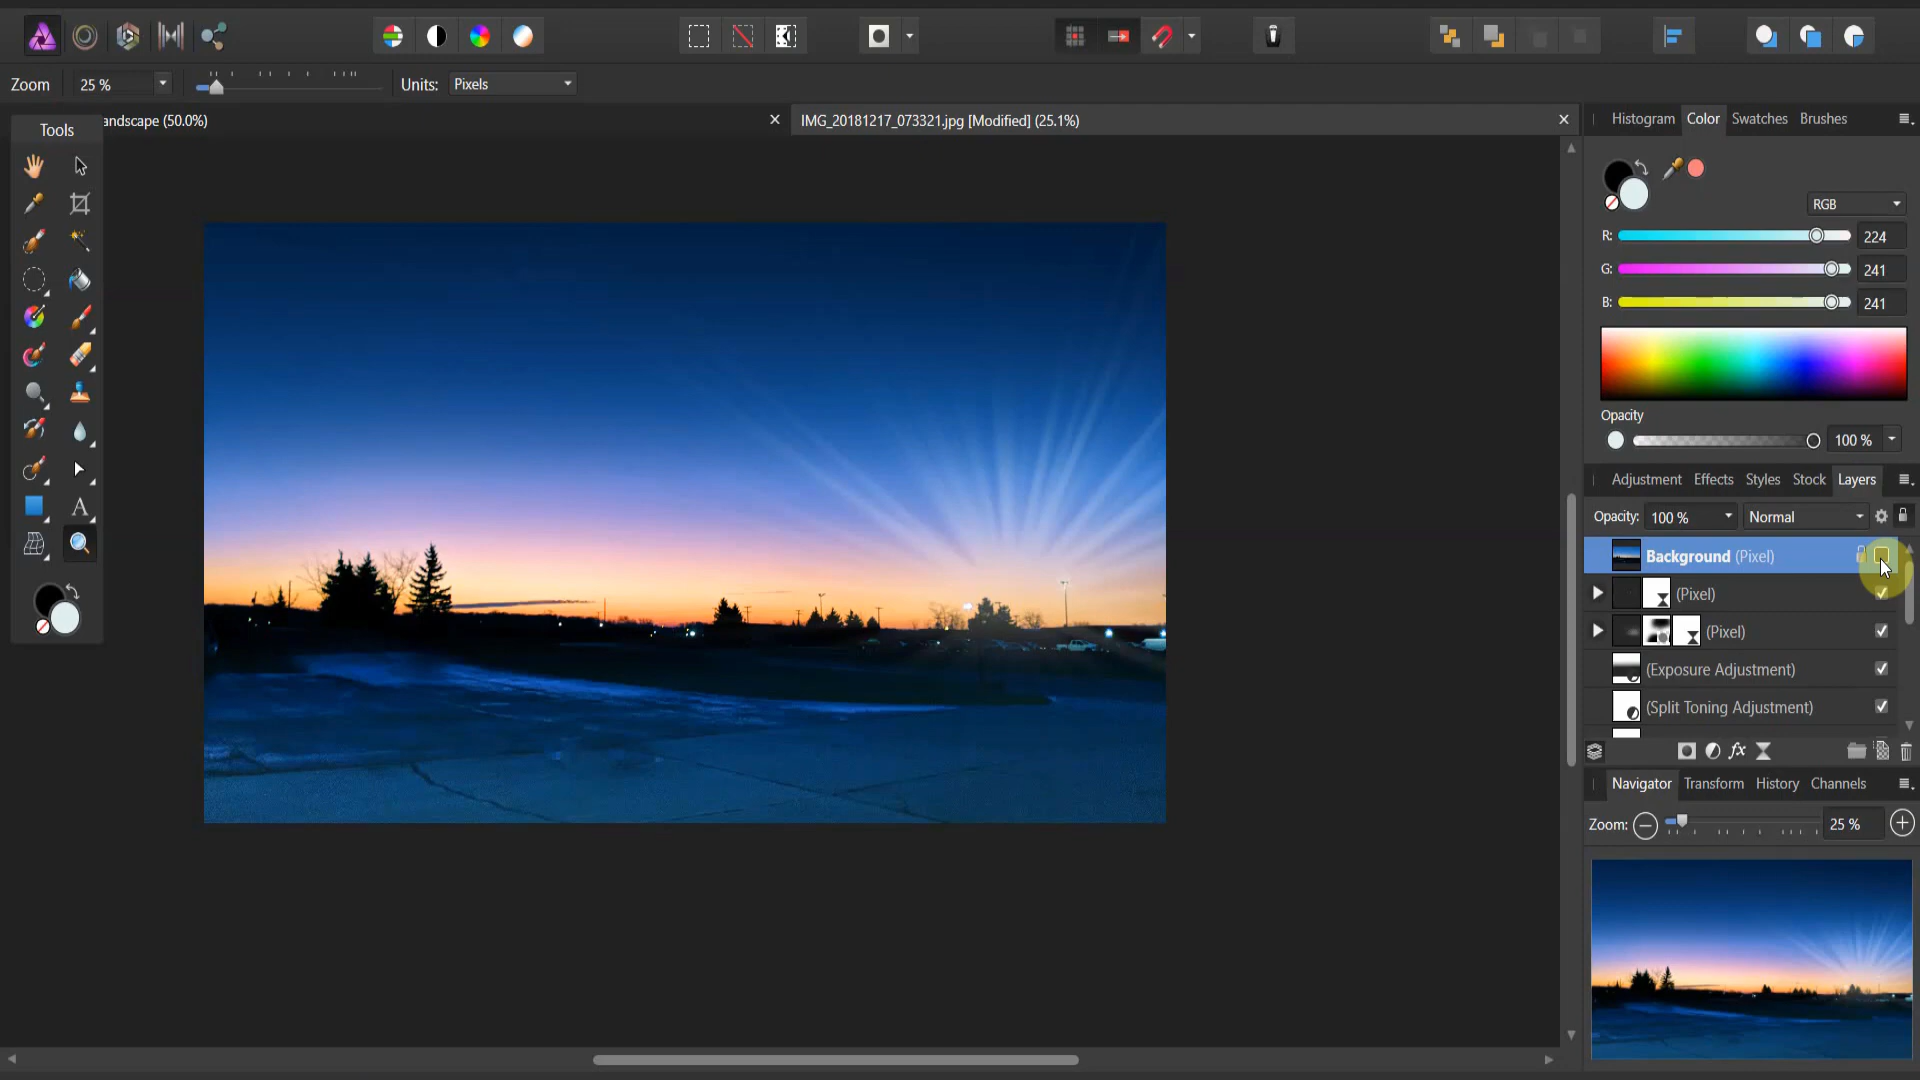 Zoom
25 %
Units:
Pixels
Tools
andscape (50.0%)
IMG_20181217_073321.jpg [Modified] (25.1%)
Histogram
Color
Swatches
Brushes
RGB
R:
224
G:
241
B:
241
Opacity
100 %
Adjustment
Effects
Styles
Stock
Layers
Opacity:
100 %
Normal
Background (Pixel)
(Pixel)
(Pixel)
(Exposure Adjustment)
(Split Toning Adjustment)
fx
Navigator
Transform
History
Channels
Zoom:
25 %